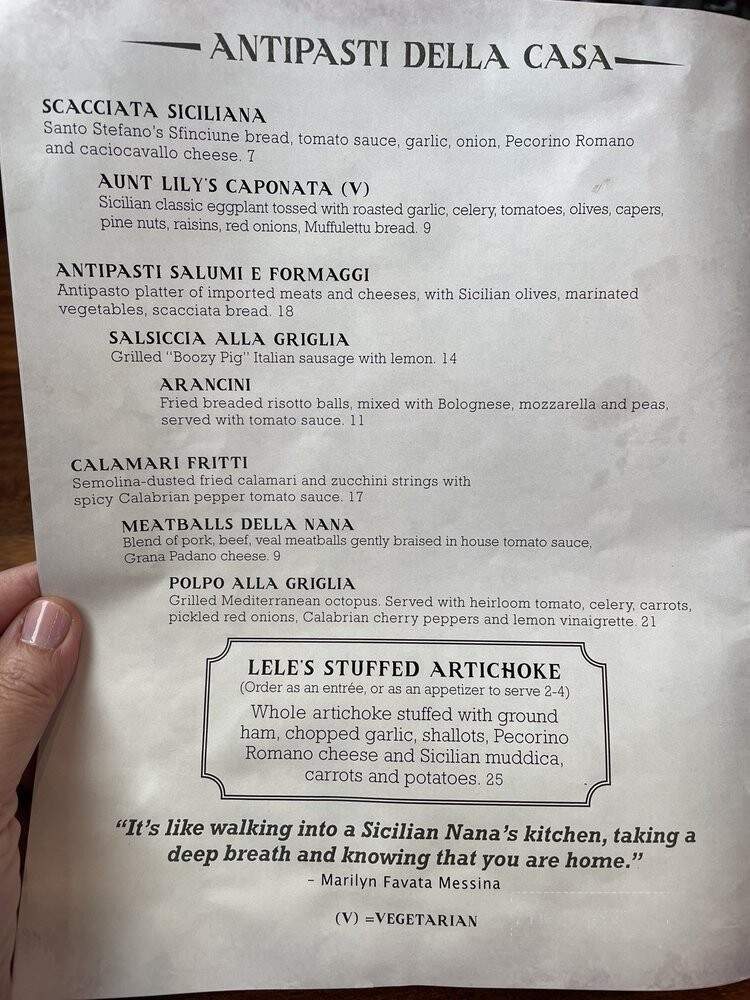 ANTIPASTI DELLA CASA
SCACCIATA SICILIANA
Santo Stefano's Sfinciune bread, tomato sauce, garlic, onion, Pecorino Romano
and caciocavallo cheese. 7
AUNT LILY'S CAPONATA (V)
Sicilian classic eggplant tossed with roasted garlic, celery, tomatoes, olives, capers,
pine nuts, raisins, red onions, Muffulettu bread. 9
ANTIPASTI SALUMI E FORMAGGI
Antipasto platter of imported meats and cheeses, with Sicilian olives, marinated
vegetables, scacciata bread. 18
SALSICCIA ALLA GRIGLIA
Grilled "Boozy Pig" Italian sausage with lemon. 14
ARANCINI
Fried breaded risotto balls, mixed with Bolognese, mozzarella and peas,
served with tomato sauce. 11
CALAMARI FRITTI
Semolina-dusted fried calamari and zucchini strings with
spicy Calabrian pepper tomato sauce. 17
MEATBALLS DELLA NANA
Blend of pork, beef, veal meatballs gently braised in house tomato sauce,
Grana Padano cheese. 9
POLPO ALLA GRIGLIA
Grilled Mediterranean octopus. Served with heirloom tomato, celery, carrots,
pickled red onions, Calabrian cherry peppers and lemon vinaigrette. 21
LELE'S STUFFED ARTICHOKE
(Order as an entrée, or as an appetizer to serve 2-4)
Whole artichoke stuffed with ground
ham, chopped garlic, shallots, Pecorino
Romano cheese and Sicilian muddica,
carrots and potatoes. 25
"It's like walking into a Sicilian Nana's kitchen, taking a
deep breath and knowing that you are home."
- Marilyn Favata Messina
(V) =VEGETARIAN